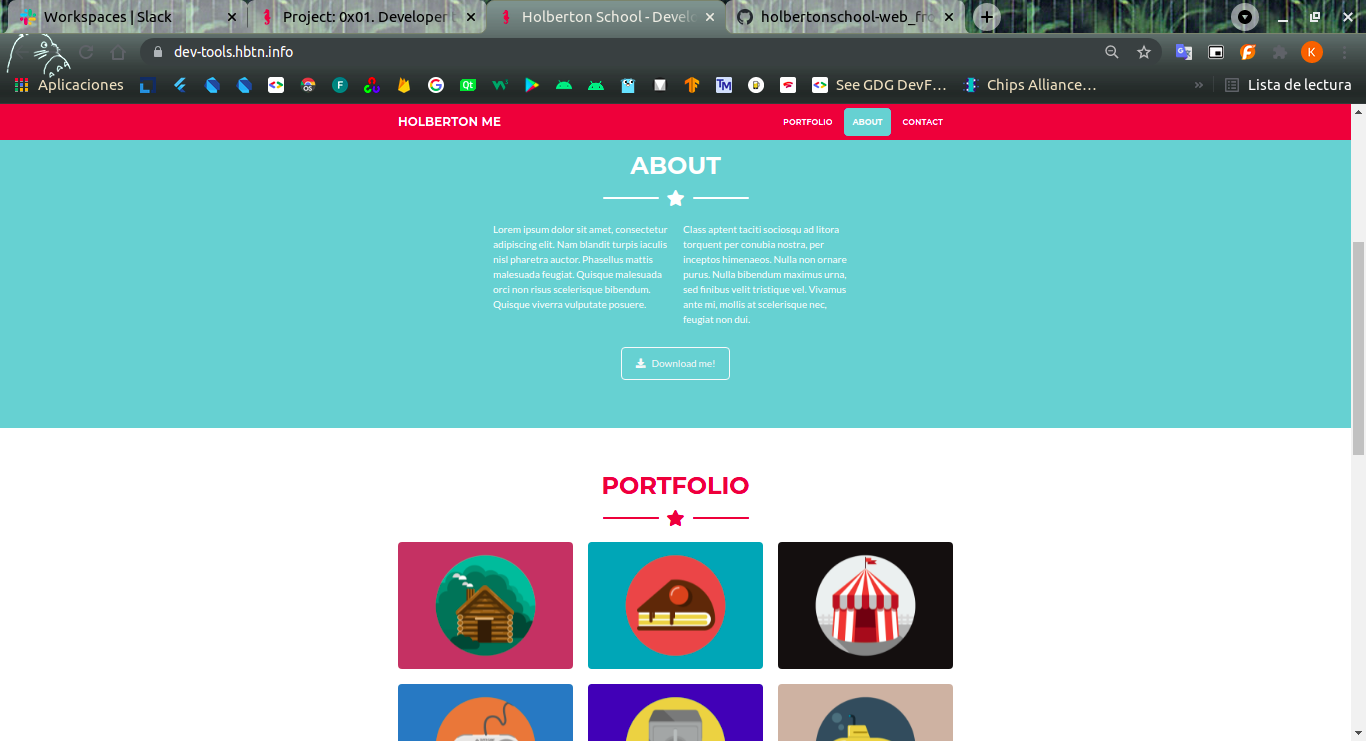 Workspaces | Slack
Project: 0x01. Developer
Holberton School - Develo
holbertonschool-web_fro
dev-tools.hbtn.info
K
Aplicaciones
See GDG DevF…
Chips Alliance…
Lista de lectura
HOLBERTON ME
PORTFOLIO
ABOUT
CONTACT
ABOUT
Lorem ipsum dolor sit amet, consectetur
adipiscing elit. Nam blandit turpis iaculis
nisl pharetra auctor. Phasellus mattis
malesuada feugiat. Quisque malesuada
orci non risus scelerisque bibendum.
Quisque viverra vulputate posuere.
Class aptent taciti sociosqu ad litora
torquent per conubia nostra, per
inceptos himenaeos. Nulla non ornare
purus. Nulla bibendum maximus urna,
sed finibus velit tristique vel. Vivamus
ante mi, mollis at scelerisque nec,
feugiat non dui.
Download me!
PORTFOLIO